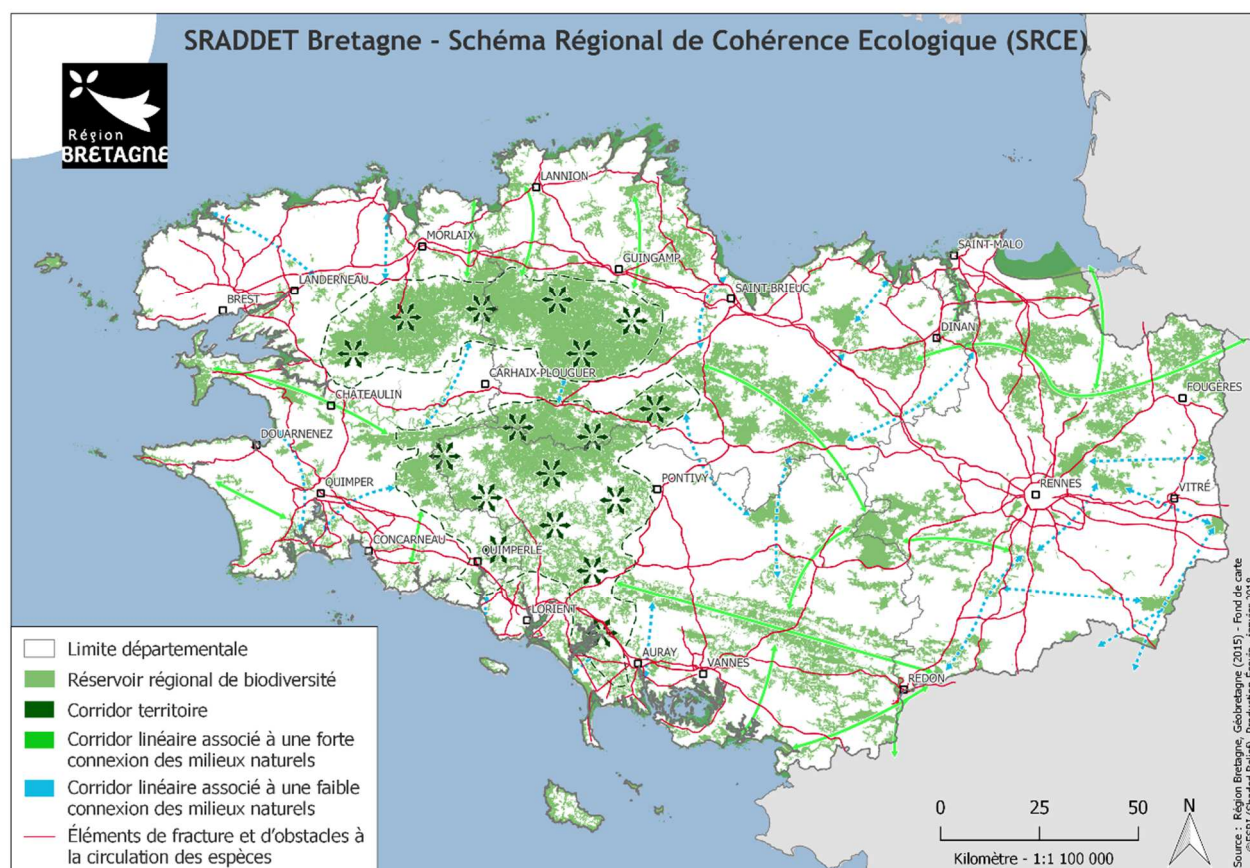 SRADDET Bretagne - Schéma Régional de Cohérence Ecologique (SRCE)
Région
BRETAGNE
LANNION
MORLAIX
GUINGAMP
SAINT-MALO
LANDERNEAU
BREST
SAINT-BRIEUC
DINAN
CARHAIX-PLOUGUER
CHATEAULIN
FOUGÈRES
DOUARNENEZ
QUIMPER
PONTIVY
RENNES
VITRÉ
CONCARNEAU
QUIMPERLE
LORIENT
AURAY
VANNES
REDON
Limite départementale
Réservoir régional de biodiversité
Corridor territoire
Corridor linéaire associé à une forte
connexion des milieux naturels
Corridor linéaire associé à une faible
connexion des milieux naturels
Éléments de fracture et d'obstacles à
la circulation des espèces
0 25 50
Kilomètre - 1:1 100 000
N
Source : Région Bretagne, Géobretagne (2015) - Fond de carte